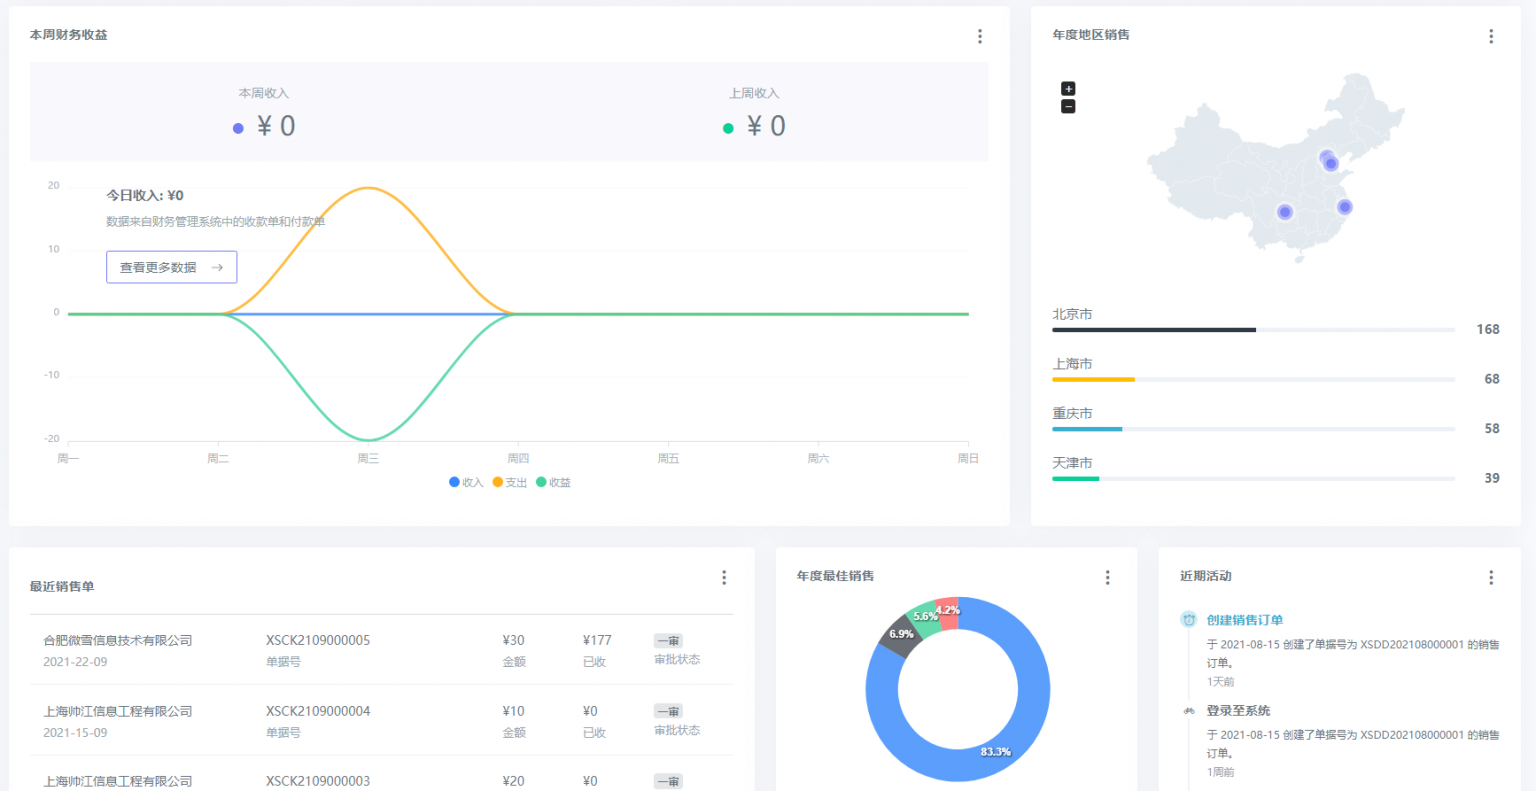 本周财务收益
本周收入
¥ 0
上周收入
¥ 0
20
10
0
-10
-20
今日收入: ¥0
数据来自财务管理系统中的收款单和付款单
查看更多数据 →
周一 周二 周三 周四 周五 周六 周日
收入 支出 收益
年度地区销售
+
−
北京市
168
上海市
68
重庆市
58
天津市
39
最近销售单
合肥微雪信息技术有限公司 XSCK2109000005 ¥30 ¥177 一审
2021-22-09 单据号 金额 已收 审批状态
上海帅江信息工程有限公司 XSCK2109000004 ¥10 ¥0 一审
2021-15-09 单据号 金额 已收 审批状态
上海帅江信息工程有限公司 XSCK2109000003 ¥20 ¥0 一审
年度最佳销售
4.2%
5.6%
6.9%
83.3%
近期活动
创建销售订单
于 2021-08-15 创建了单据号为 XSDD202108000001 的销售
订单。
1天前
登录至系统
于 2021-08-15 创建了单据号为 XSDD202108000001 的销售
订单。
1周前